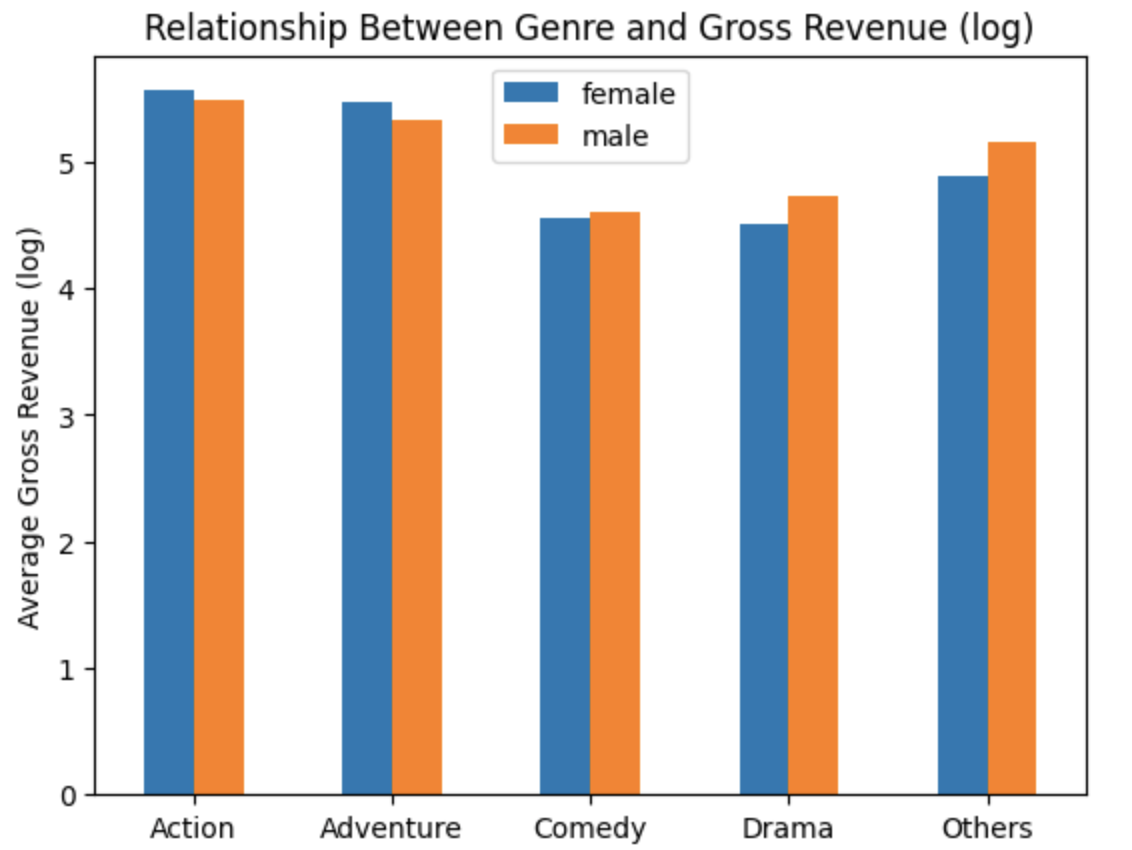 Relationship Between Genre and Gross Revenue (log)
female
male
Average Gross Revenue (log)
5
4
3
2
1
0
Action Adventure Comedy Drama Others